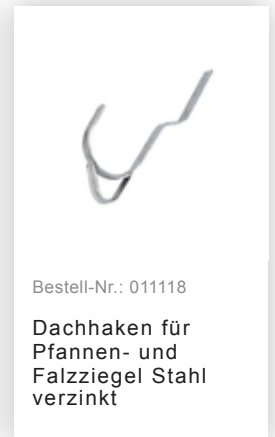 Bestell-Nr.: 011118
Dachhaken für
Pfannen- und
Falzziegel Stahl
verzinkt